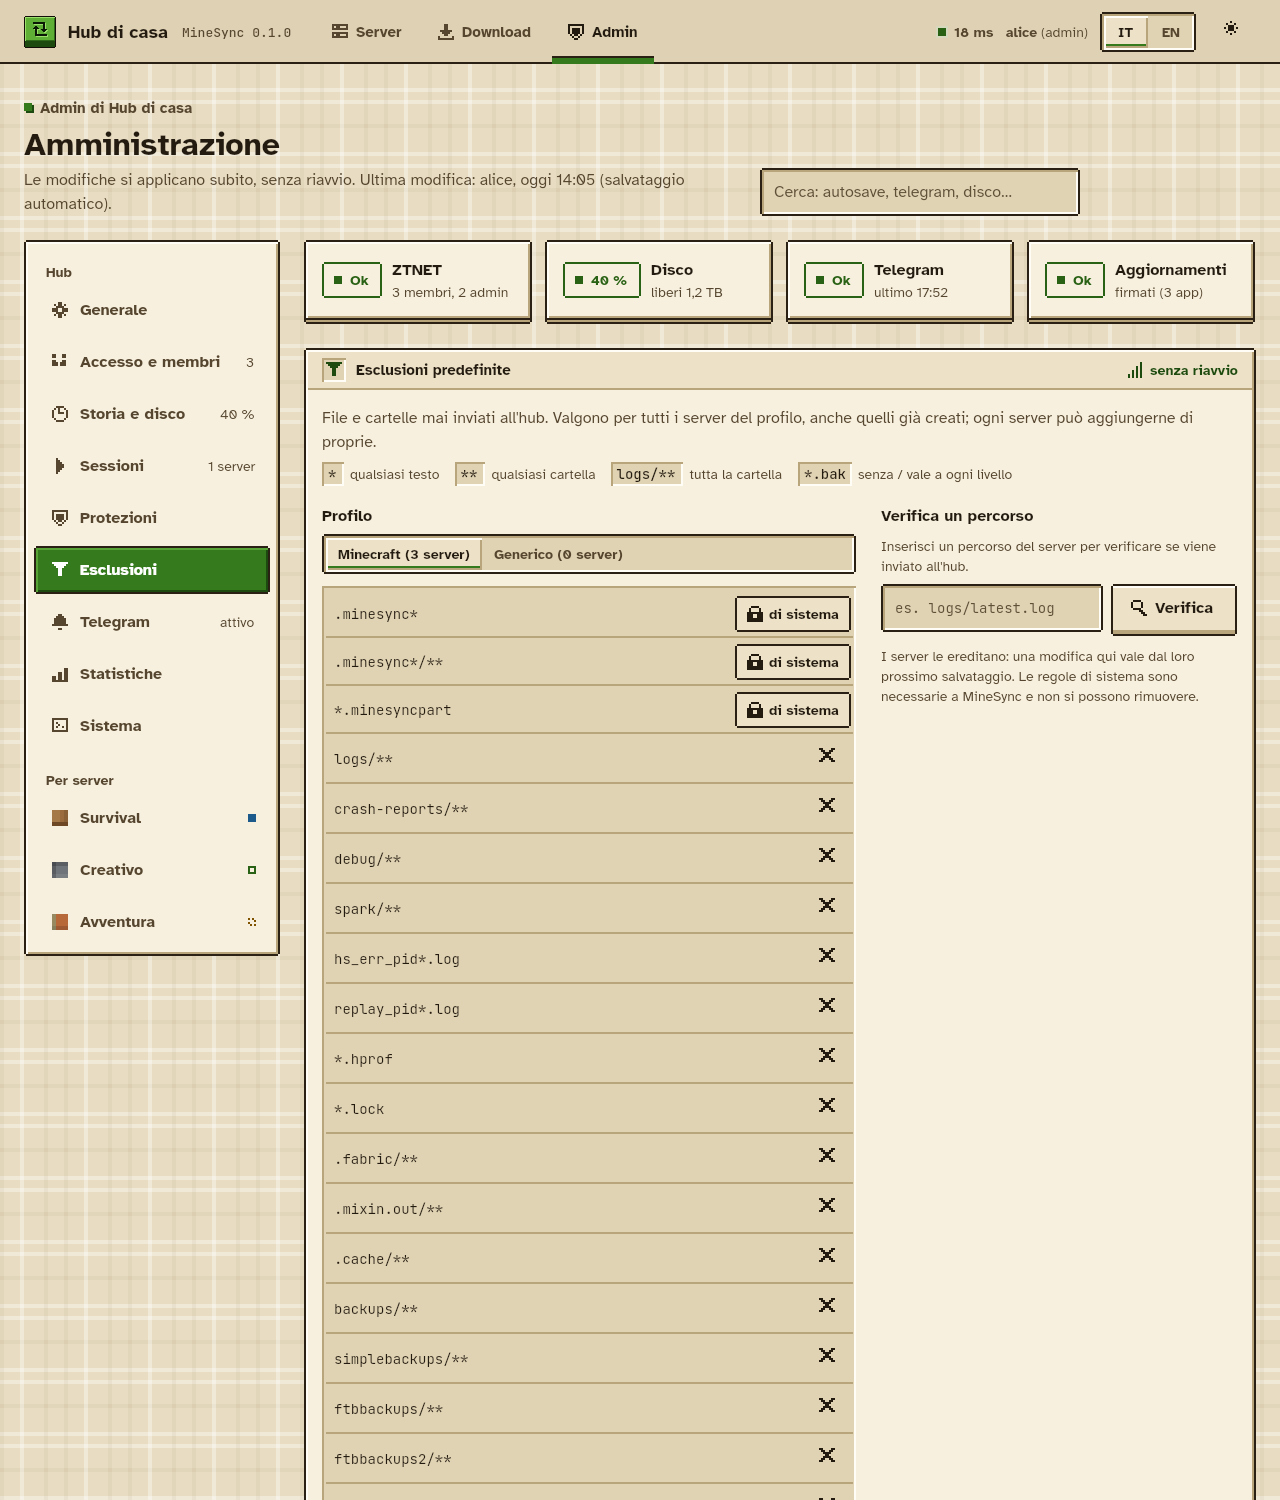 Hub di casa MineSync 0.1.0 Server Download Admin 18 ms alice (admin) IT EN
Admin di Hub di casa
Amministrazione
Le modifiche si applicano subito, senza riavvio. Ultima modifica: alice, oggi 14:05 (salvataggio
automatico).
Cerca: autosave, telegram, disco...
Hub
Generale
Accesso e membri 3
Storia e disco 40 %
Sessioni 1 server
Protezioni
Esclusioni
Telegram attivo
Statistiche
Sistema
Per server
Survival
Creativo
Avventura
Ok ZTNET
3 membri, 2 admin
40 % Disco
liberi 1,2 TB
Ok Telegram
ultimo 17:52
Ok Aggiornamenti
firmati (3 app)
Esclusioni predefinite senza riavvio
File e cartelle mai inviati all'hub. Valgono per tutti i server del profilo, anche quelli già creati; ogni server può aggiungerne di
proprie.
* qualsiasi testo ** qualsiasi cartella logs/** tutta la cartella *.bak senza / vale a ogni livello
Profilo
Minecraft (3 server) Generico (0 server)
.minesync* di sistema
.minesync*/** di sistema
*.minesyncpart di sistema
logs/**
crash-reports/**
debug/**
spark/**
hs_err_pid*.log
replay_pid*.log
*.hprof
*.lock
.fabric/**
.mixin.out/**
.cache/**
backups/**
simplebackups/**
ftbbackups/**
ftbbackups2/**
Verifica un percorso
Inserisci un percorso del server per verificare se viene
inviato all'hub.
es. logs/latest.log Verifica
I server le ereditano: una modifica qui vale dal loro
prossimo salvataggio. Le regole di sistema sono
necessarie a MineSync e non si possono rimuovere.